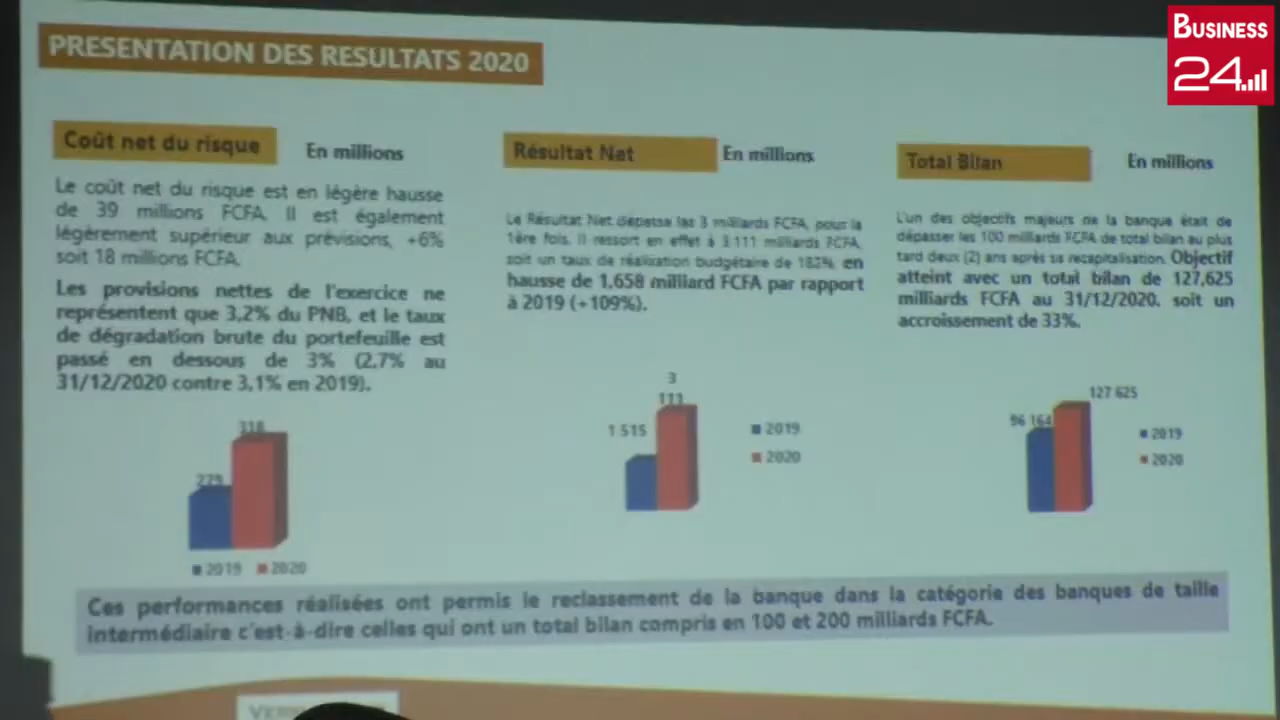 BUSINESS
24
PRESENTATION DES RESULTATS 2020
Coût net du risque
En millions
Le coût net du risque est en légère hausse
de 39 millions FCFA. Il est également
légèrement supérieur aux prévisions, +6%
soit 18 millions FCFA.
Les provisions nettes de l'exercice ne
représentent que 3,2% du PNB, et le taux
de dégradation brute du portefeuille est
passé en dessous de 3% (2,7% au
31/12/2020 contre 3,1% en 2019).
318
279
2019
2020
Résultat Net
En millions
Le Résultat Net dépasse les 3 milliards FCFA, pour la
1ère fois. Il ressort en effet à 3,111 milliards FCFA,
soit un taux de réalisation budgétaire de 182% en
hausse de 1,658 milliard FCFA par rapport
à 2019 (+109%).
3
111
1 515
2019
2020
Total Bilan
En millions
L'un des objectifs majeurs de la banque était de
dépasser les 100 milliards FCFA de total bilan au plus
tard deux (2) ans après sa recapitalisation. Objectif
atteint avec un total bilan de 127,625
milliards FCFA au 31/12/2020. soit un
accroissement de 33%.
127 625
96 164
2019
2020
Ces performances réalisées ont permis le reclassement de la banque dans la catégorie des banques de taille
intermédiaire c'est-à-dire celles qui ont un total bilan compris en 100 et 200 milliards FCFA.